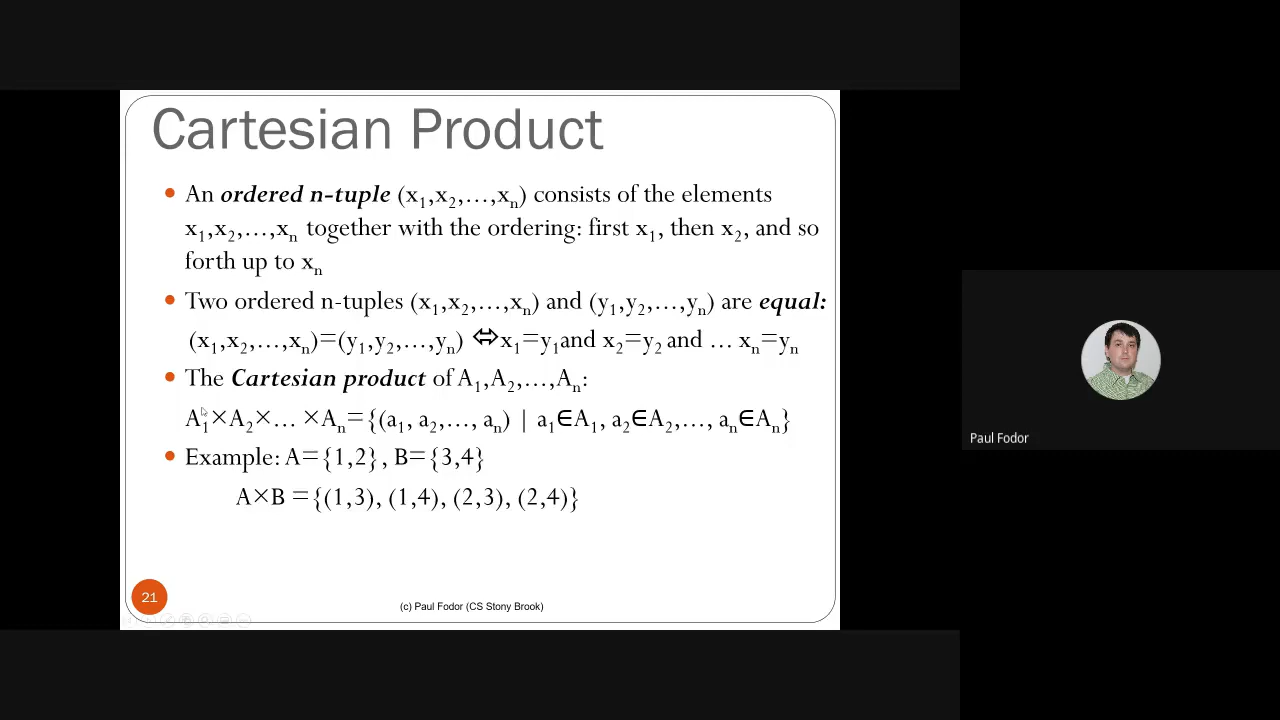 Cartesian Product
• An ordered n-tuple (x₁,x₂,…,xₙ) consists of the elements
x₁,x₂,…,xₙ together with the ordering: first x₁, then x₂, and so
forth up to xₙ
• Two ordered n-tuples (x₁,x₂,…,xₙ) and (y₁,y₂,…,yₙ) are equal:
(x₁,x₂,…,xₙ)=(y₁,y₂,…,yₙ) ⇔x₁=y₁and x₂=y₂ and … xₙ=yₙ
• The Cartesian product of A₁,A₂,…,Aₙ:
A₁×A₂×… ×Aₙ={(a₁, a₂,…, aₙ) | a₁∈A₁, a₂∈A₂,…, aₙ∈Aₙ}
• Example: A={1,2} , B={3,4}
A×B ={(1,3), (1,4), (2,3), (2,4)}
21
(c) Paul Fodor (CS Stony Brook)
Paul Fodor